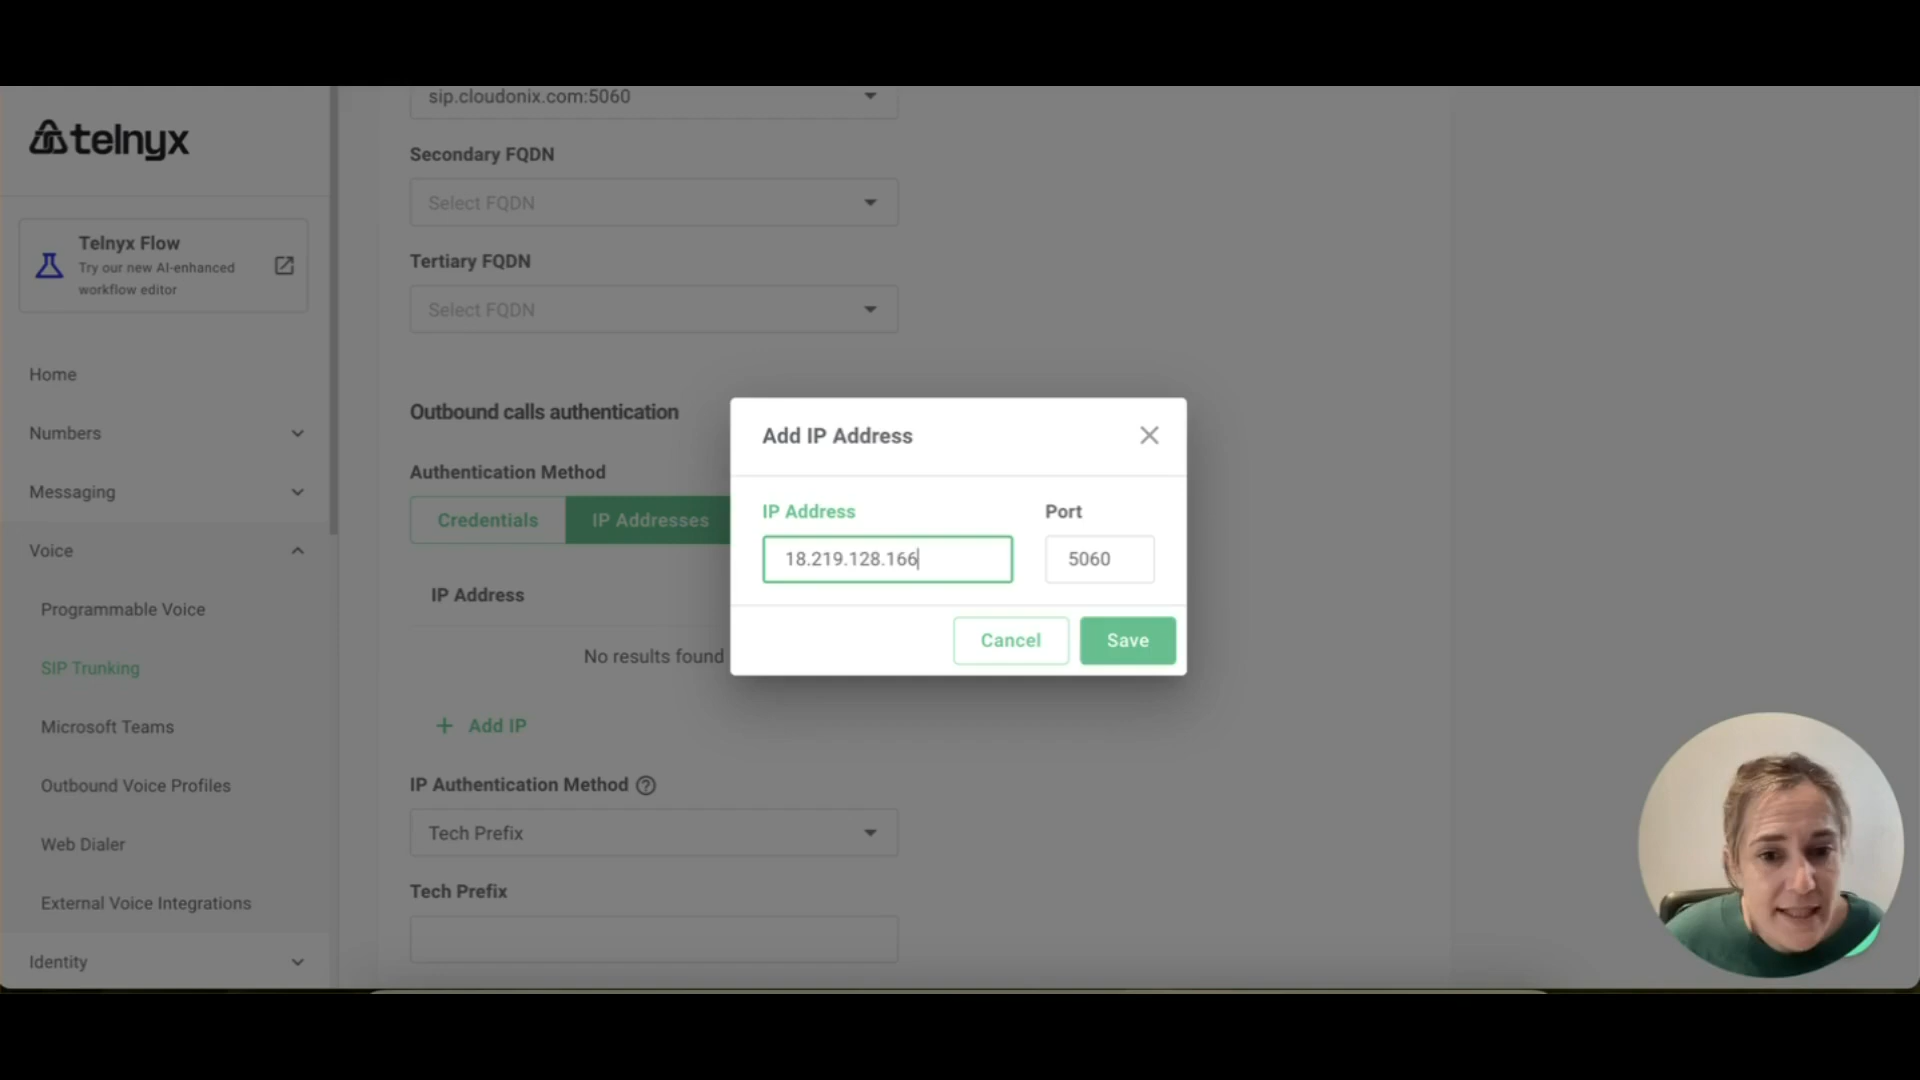 telnyx
Telnyx Flow
Try our new AI-enhanced
workflow editor
Home
Numbers
Messaging
Voice
Programmable Voice
SIP Trunking
Microsoft Teams
Outbound Voice Profiles
Web Dialer
External Voice Integrations
Identity
sip.cloudonix.com:5060
Secondary FQDN
Select FQDN
Tertiary FQDN
Select FQDN
Outbound calls authentication
Authentication Method
Credentials
IP Addresses
IP Address
No results found
+ Add IP
IP Authentication Method
Tech Prefix
Tech Prefix
Add IP Address
IP Address
Port
18.219.128.166
5060
Cancel
Save